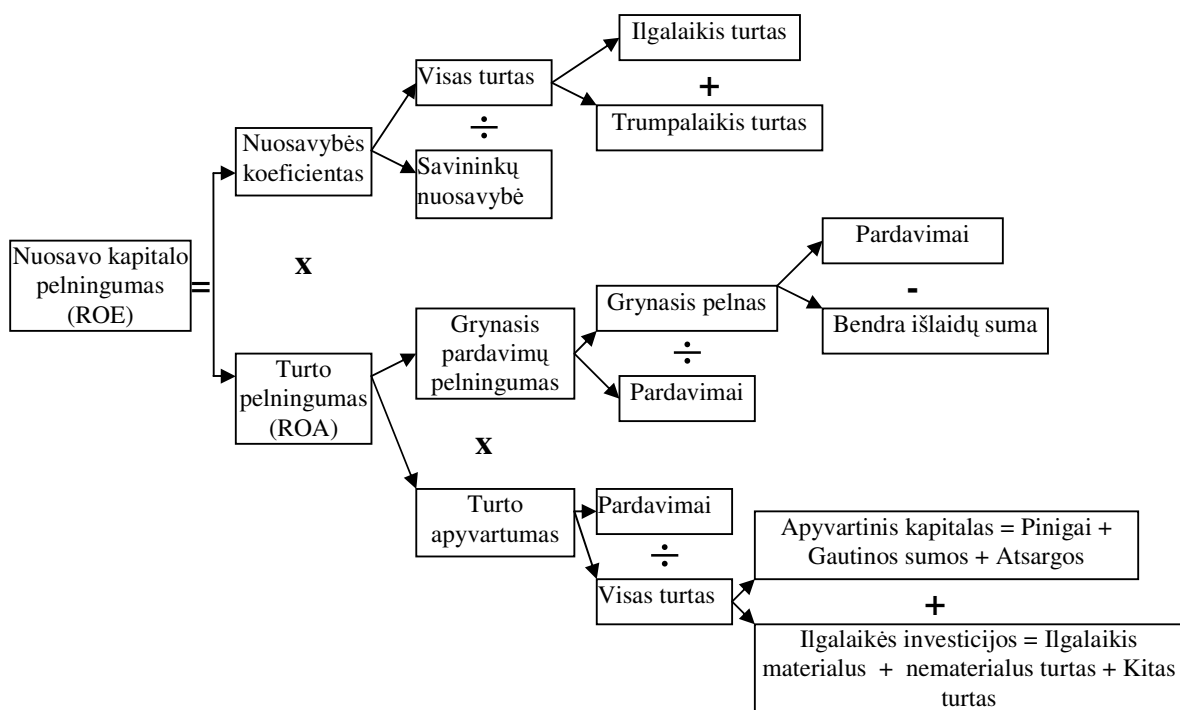 Ilgalaikis turtas
Visas turtas
+
Trumpalaikis turtas
÷
Nuosavybės
koeficientas
Savininkų
nuosavybė
Nuosavo kapitalo
pelningumas
(ROE)
=
x
Pardavimai
-
Grynasis pelnas
Bendra išlaidų suma
Grynasis
pardavimų
pelningumas
÷
Pardavimai
Turto
pelningumas
(ROA)
x
Turto
apyvartumas
Pardavimai
÷
Visas turtas
Apyvartinis kapitalas = Pinigai +
Gautinos sumos + Atsargos
+
Ilgalaikės investicijos = Ilgalaikis
materialus + nematerialus turtas + Kitas
turtas